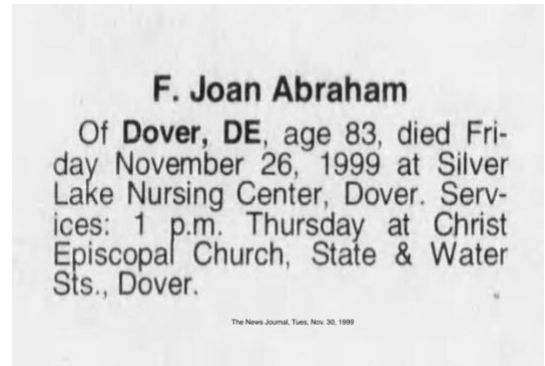 F. Joan Abraham
Of Dover, DE, age 83, died Fri-
day November 26, 1999 at Silver
Lake Nursing Center, Dover. Serv-
ices: 1 p.m. Thursday at Christ
Episcopal Church, State & Water
Sts., Dover.
The News Journal, Tues, Nov. 30, 1999